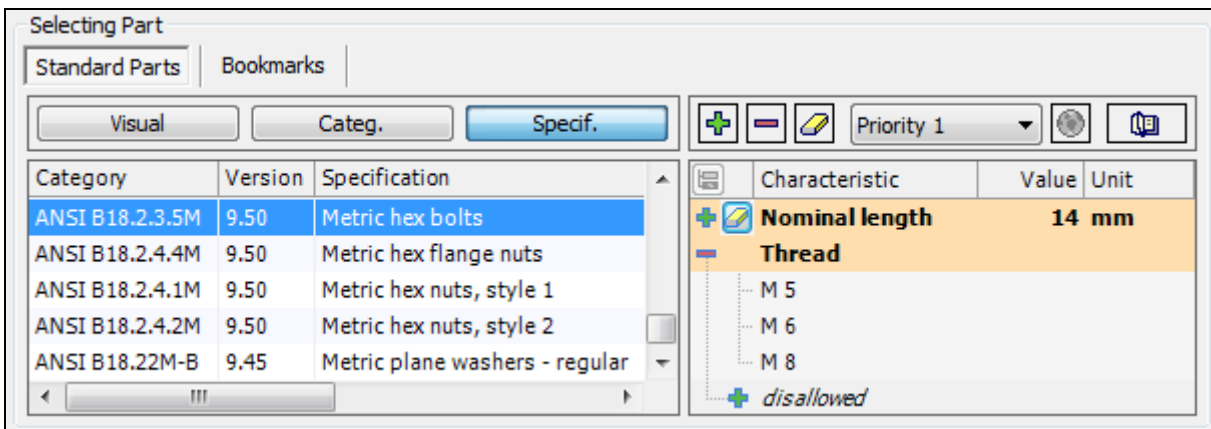 Selecting Part
Standard Parts Bookmarks
Visual Categ. Specif. Priority 1
Category Version Specification
ANSI B18.2.3.5M 9.50 Metric hex bolts
ANSI B18.2.4.4M 9.50 Metric hex flange nuts
ANSI B18.2.4.1M 9.50 Metric hex nuts, style 1
ANSI B18.2.4.2M 9.50 Metric hex nuts, style 2
ANSI B18.22M-B 9.45 Metric plane washers - regular
Characteristic Value Unit
Nominal length 14 mm
Thread
M 5
M 6
M 8
disallowed